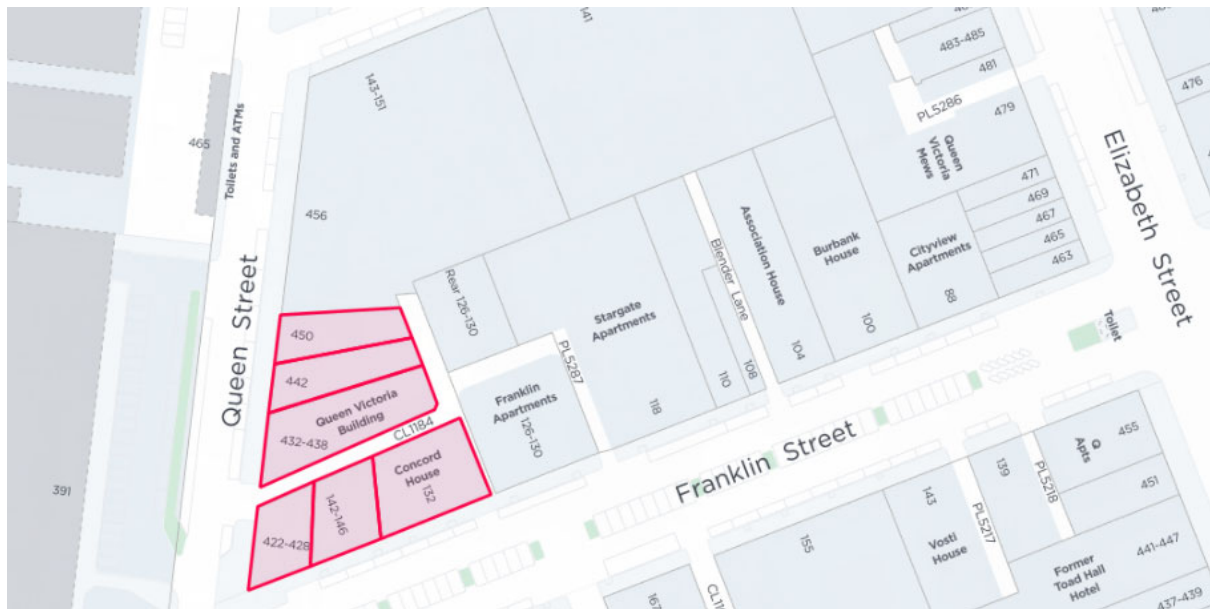 141
143-151
483-485
481
PL5286
479
476
465
Toilets and ATMs
Queen
Victoria
Mews
Elizabeth Street
471
469
467
465
463
456
Association House
Burbank
House
Cityview
Apartments
88
Blender Lane
Queen Street
Rear 126-130
Stargate
Apartments
100
104
Toilet
450
442
Queen Victoria
Building
432-438
CL1184
PL5287
Franklin
Apartments
126-130
118
110
108
Franklin Street
391
Concord
House
132
142-146
422-428
455
Q
Apts
139
PL5218
143
PL5217
451
155
Vosti
House
441-447
Former
Toad Hall
Hotel
437-439